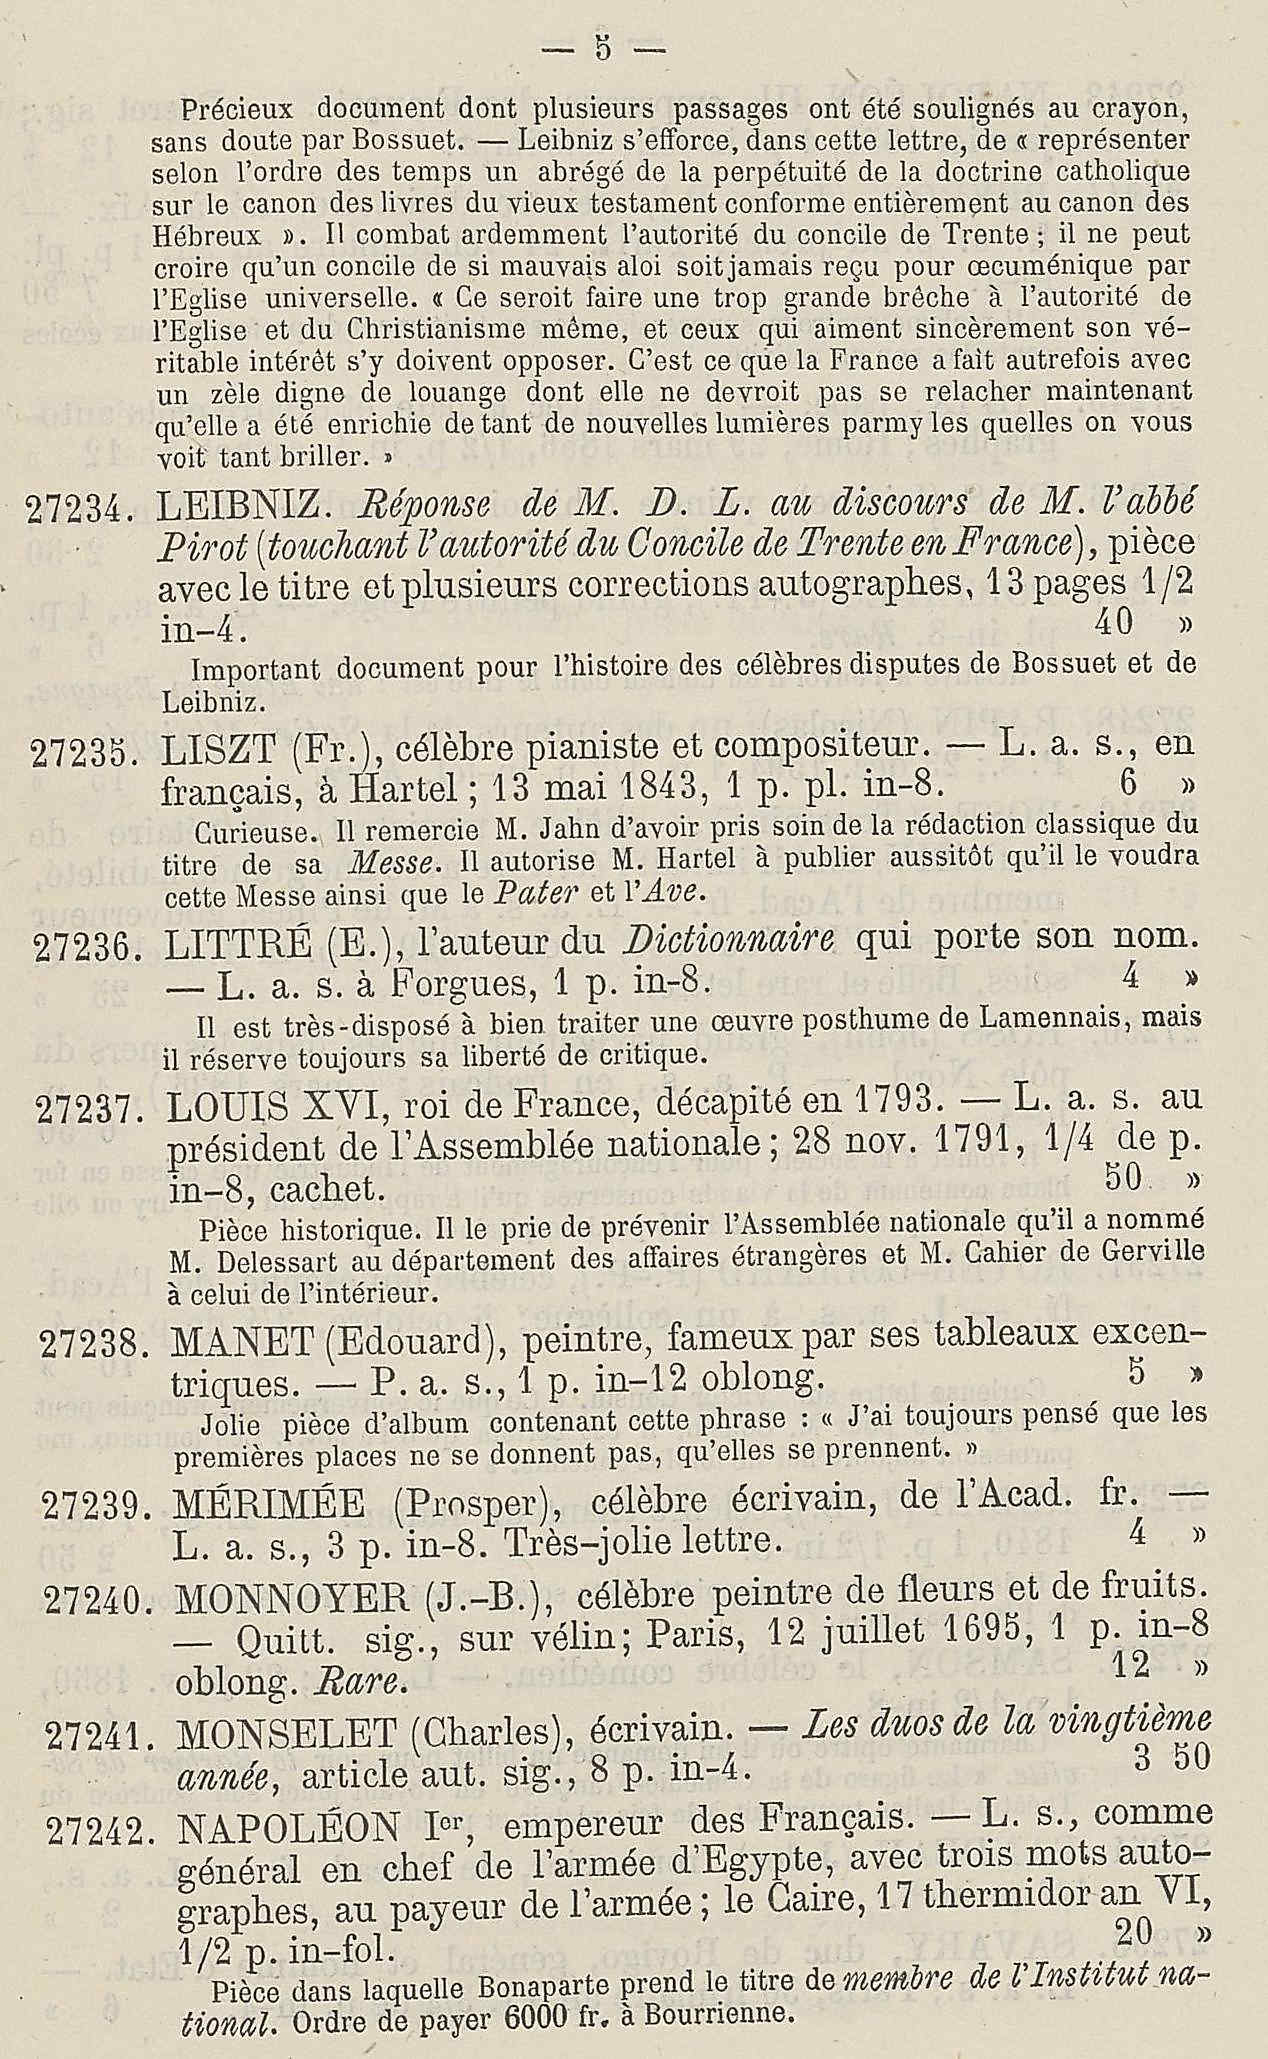 — 5 —
Précieux document dont plusieurs passages ont été soulignés au crayon,
sans doute par Bossuet. — Leibniz s'efforce, dans cette lettre, de « représenter
selon l'ordre des temps un abrégé de la perpétuité de la doctrine catholique
sur le canon des livres du vieux testament conforme entièrement au canon des
Hébreux ». Il combat ardemment l'autorité du concile de Trente ; il ne peut
croire qu'un concile de si mauvais aloi soit jamais reçu pour œcuménique par
l'Eglise universelle. « Ce seroit faire une trop grande brêche à l'autorité de
l'Eglise et du Christianisme même, et ceux qui aiment sincèrement son vé-
ritable intérêt s'y doivent opposer. C'est ce que la France a fait autrefois avec
un zèle digne de louange dont elle ne devroit pas se relacher maintenant
qu'elle a été enrichie de tant de nouvelles lumières parmy les quelles on vous
voit tant briller. »
27234. LEIBNIZ. Réponse de M. D. L. au discours de M. l'abbé
Pirot (touchant l'autorité du Concile de Trente en France), pièce
avec le titre et plusieurs corrections autographes, 13 pages 1/2
in-4. 40 »
Important document pour l'histoire des célèbres disputes de Bossuet et de
Leibniz.
27235. LISZT (Fr.), célèbre pianiste et compositeur. — L. a. s., en
français, à Hartel ; 13 mai 1843, 1 p. pl. in-8. 6 »
Curieuse. Il remercie M. Jahn d'avoir pris soin de la rédaction classique du
titre de sa Messe. Il autorise M. Hartel à publier aussitôt qu'il le voudra
cette Messe ainsi que le Pater et l'Ave.
27236. LITTRÉ (E.), l'auteur du Dictionnaire qui porte son nom.
— L. a. s. à Forgues, 1 p. in-8. 4 »
Il est très-disposé à bien traiter une œuvre posthume de Lamennais, mais
il réserve toujours sa liberté de critique.
27237. LOUIS XVI, roi de France, décapité en 1793. — L. a. s. au
président de l'Assemblée nationale ; 28 nov. 1791, 1/4 de p.
in-8, cachet. 50 »
Pièce historique. Il le prie de prévenir l'Assemblée nationale qu'il a nommé
M. Delessart au département des affaires étrangères et M. Cahier de Gerville
à celui de l'intérieur.
27238. MANET (Edouard), peintre, fameux par ses tableaux excen-
triques. — P. a. s., 1 p. in-12 oblong. 5 »
Jolie pièce d'album contenant cette phrase : « J'ai toujours pensé que les
premières places ne se donnent pas, qu'elles se prennent. »
27239. MÉRIMÉE (Prosper), célèbre écrivain, de l'Acad. fr. —
L. a. s., 3 p. in-8. Très-jolie lettre. 4 »
27240. MONNOYER (J.-B.), célèbre peintre de fleurs et de fruits.
— Quitt. sig., sur vélin ; Paris, 12 juillet 1695, 1 p. in-8
oblong. Rare. 12 »
27241. MONSELET (Charles), écrivain. — Les duos de la vingtième
année, article aut. sig., 8 p. in-4. 3 50
27242. NAPOLÉON Ier, empereur des Français. — L. s., comme
général en chef de l'armée d'Egypte, avec trois mots auto-
graphes, au payeur de l'armée ; le Caire, 17 thermidor an VI,
1/2 p. in-fol. 20 »
Pièce dans laquelle Bonaparte prend le titre de membre de l'Institut na-
tional. Ordre de payer 6000 fr. à Bourrienne.